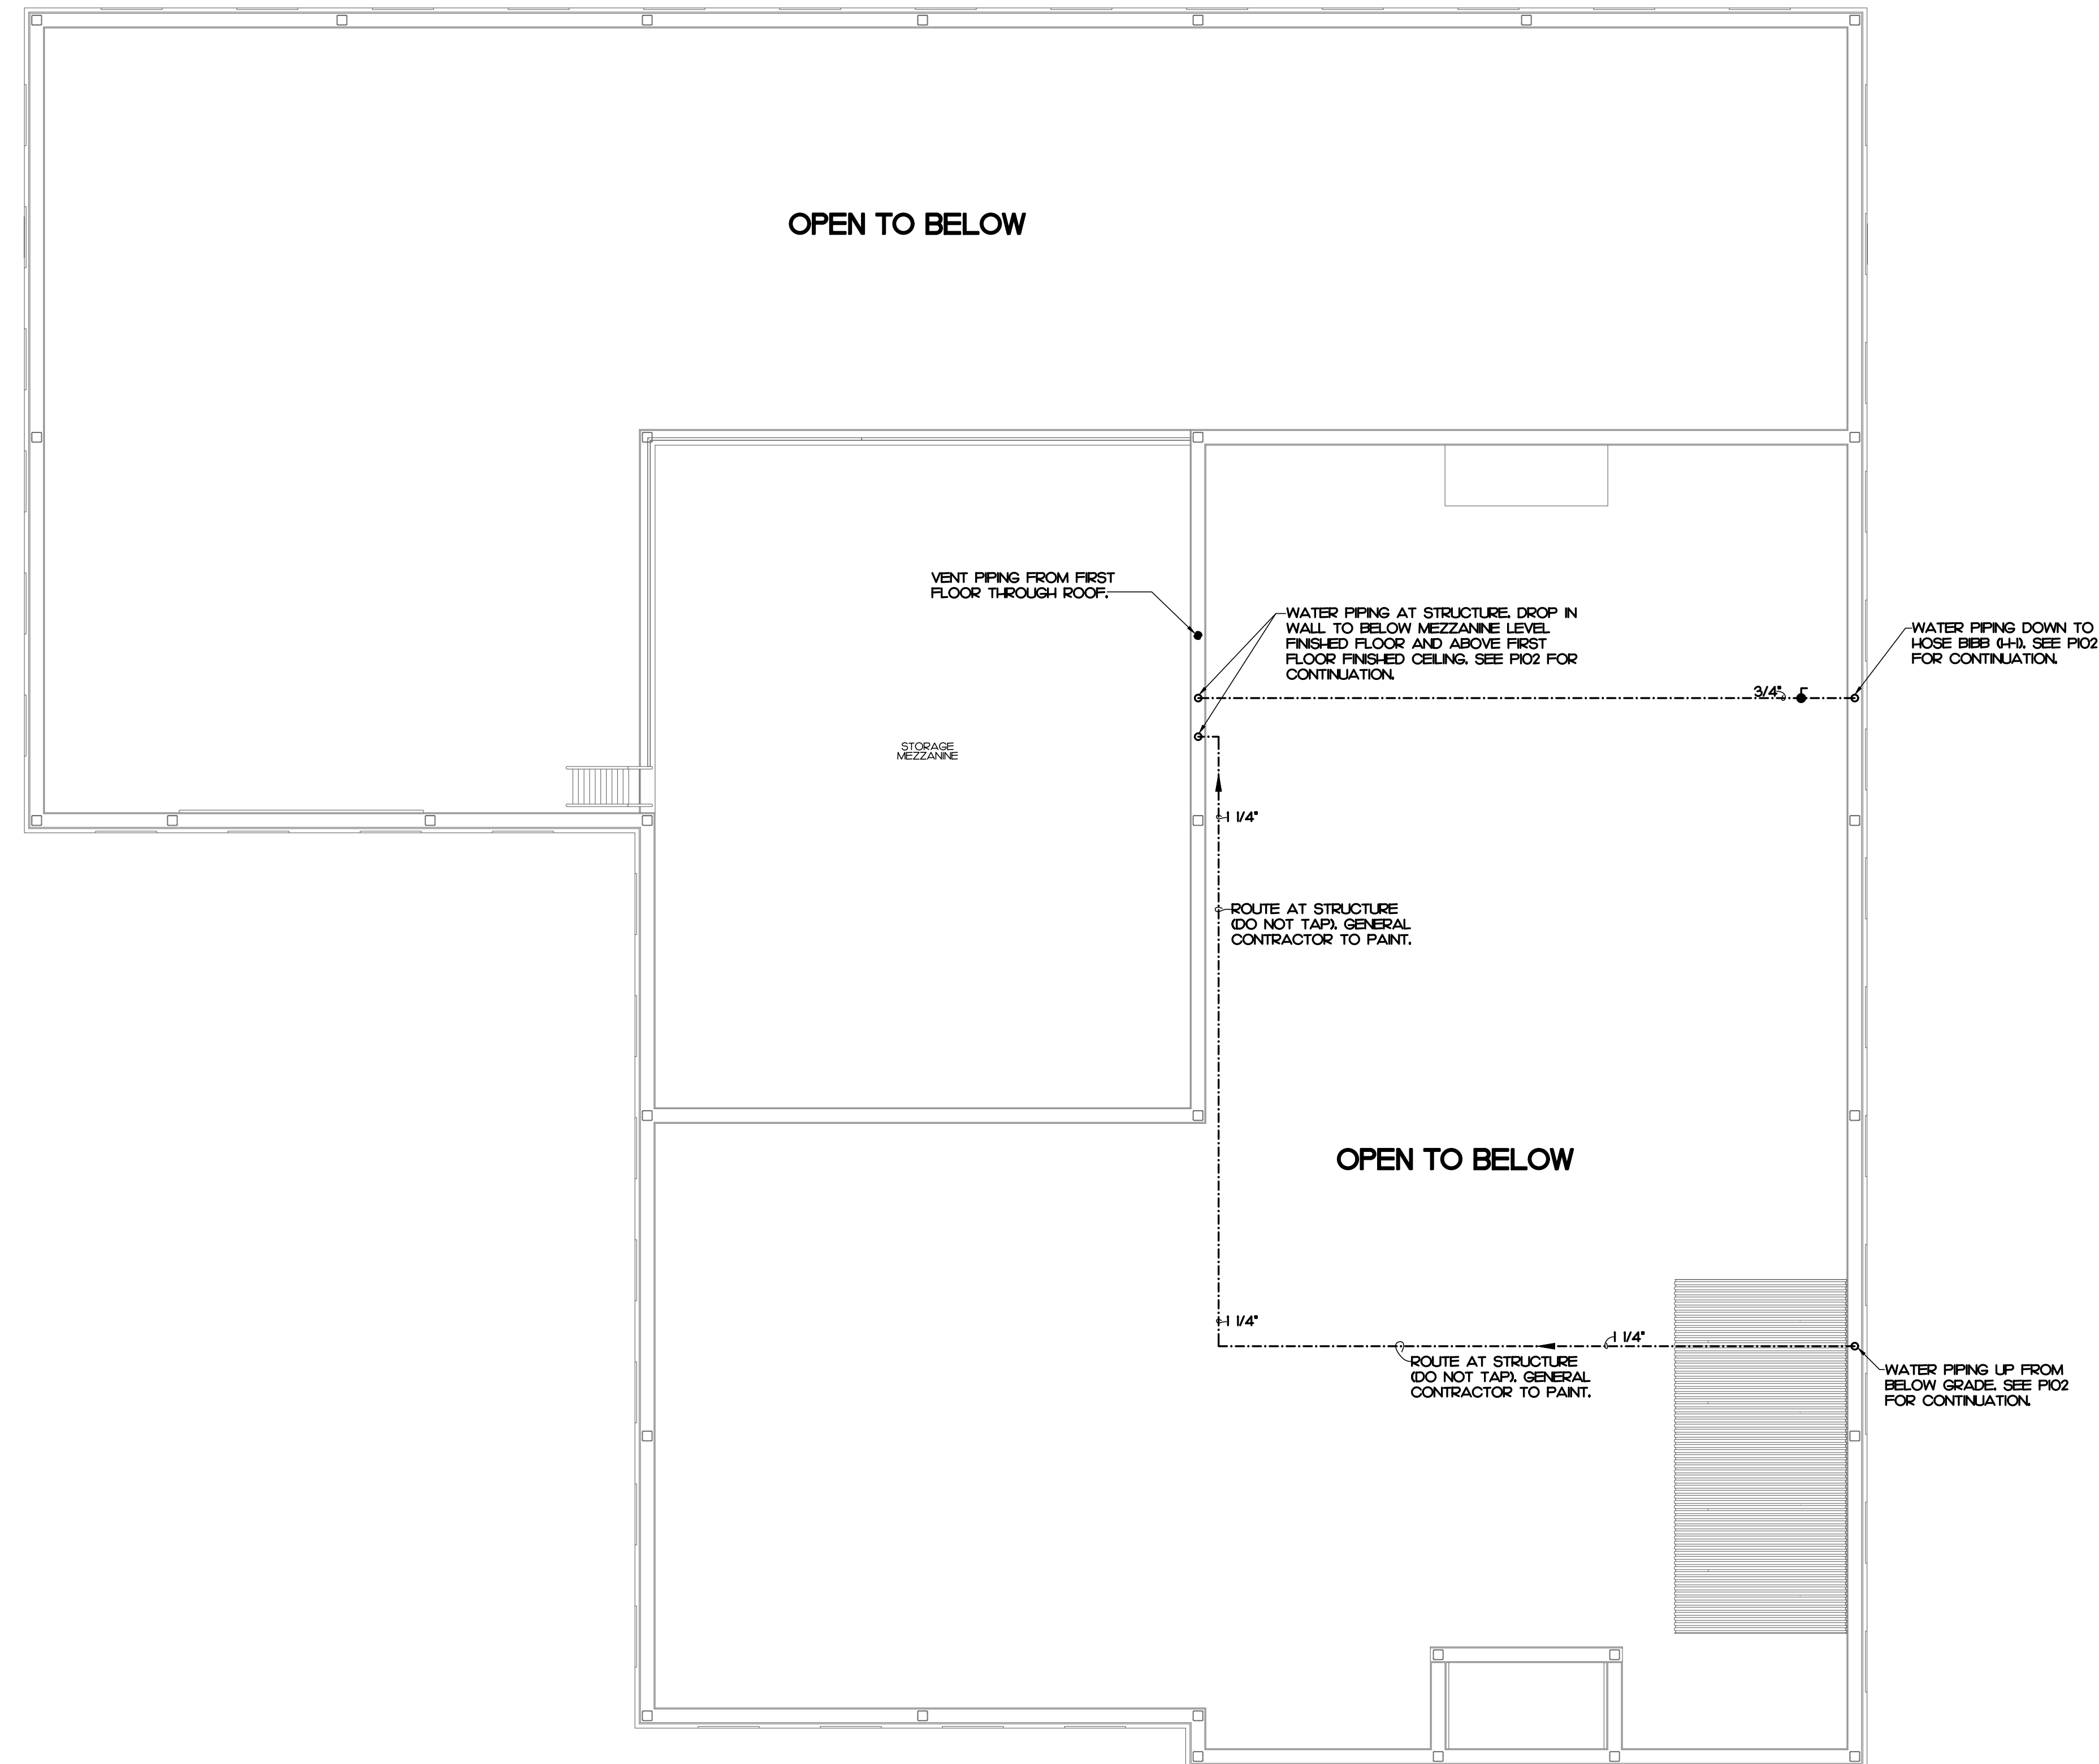 OPEN TO BELOW
VENT PIPING FROM FIRST
FLOOR THROUGH ROOF.
WATER PIPING AT STRUCTURE. DROP IN
WALL TO BELOW MEZZANINE LEVEL
FINISHED FLOOR AND ABOVE FIRST
FLOOR FINISHED CEILING. SEE P102 FOR
CONTINUATION.
WATER PIPING DOWN TO
HOSE BIBB (H-1). SEE P102
FOR CONTINUATION.
3/4"
STORAGE
MEZZANINE
1 1/4"
ROUTE AT STRUCTURE
(DO NOT TAP). GENERAL
CONTRACTOR TO PAINT.
OPEN TO BELOW
1 1/4"
1 1/4"
ROUTE AT STRUCTURE
(DO NOT TAP). GENERAL
CONTRACTOR TO PAINT.
WATER PIPING UP FROM
BELOW GRADE. SEE P102
FOR CONTINUATION.